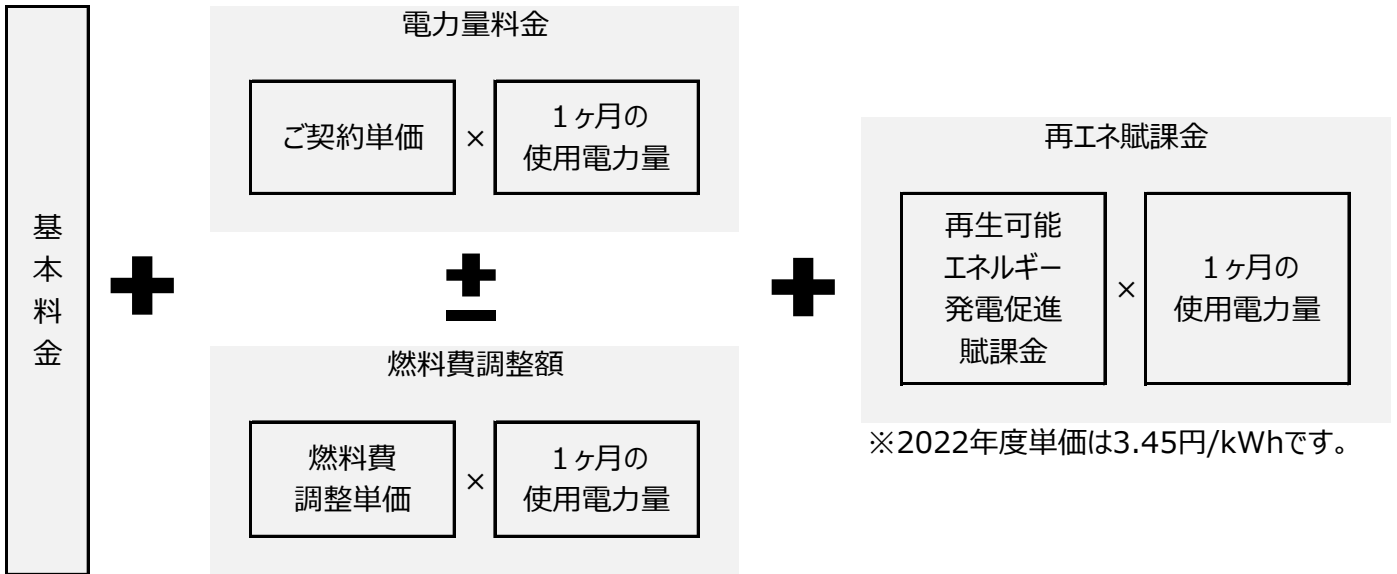 基本料金
+
電力量料金
ご契約単価
×
1ヶ月の
使用電力量
±
燃料費調整額
燃料費
調整単価
×
1ヶ月の
使用電力量
+
再エネ賦課金
再生可能
エネルギー
発電促進
賦課金
×
1ヶ月の
使用電力量
※2022年度単価は3.45円/kWhです。